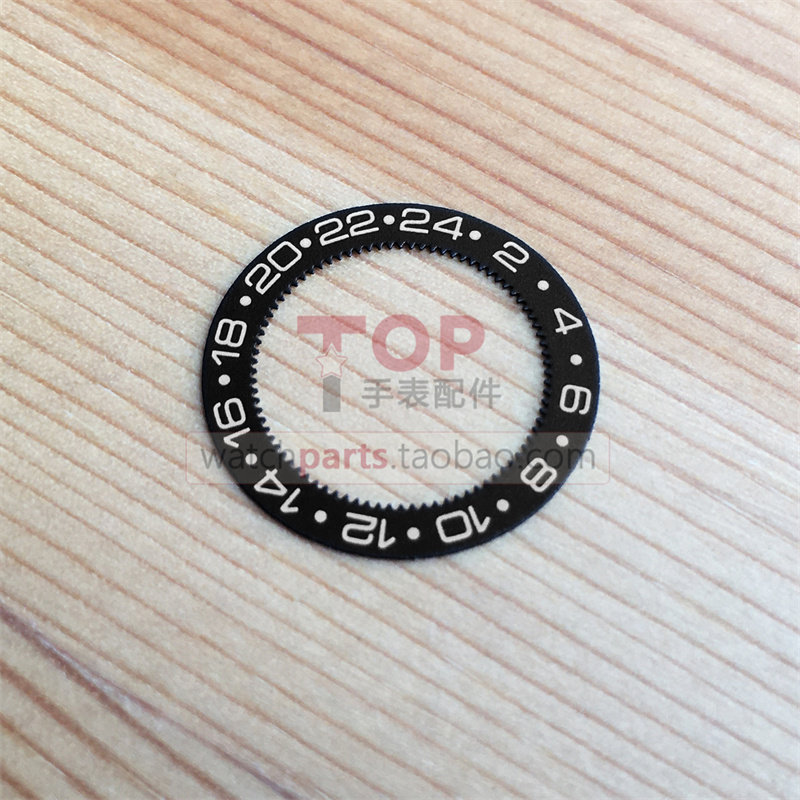 2 • 4 • 6 • 8 • 10 • 12 • 14 • 16 • 18 • 20 • 22 • 24 •
TOP
手表配件
watchparts.taobao.com